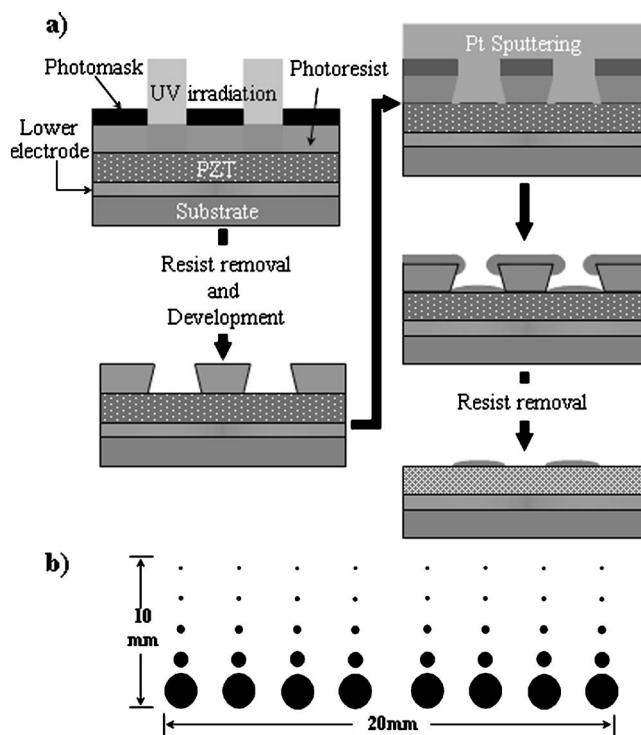 a)
Photomask
UV irradiation
Photoresist
Lower
electrode
PZT
Substrate
Resist removal
and
Development
Pt Sputtering
Resist removal
b)
10
mm
20mm